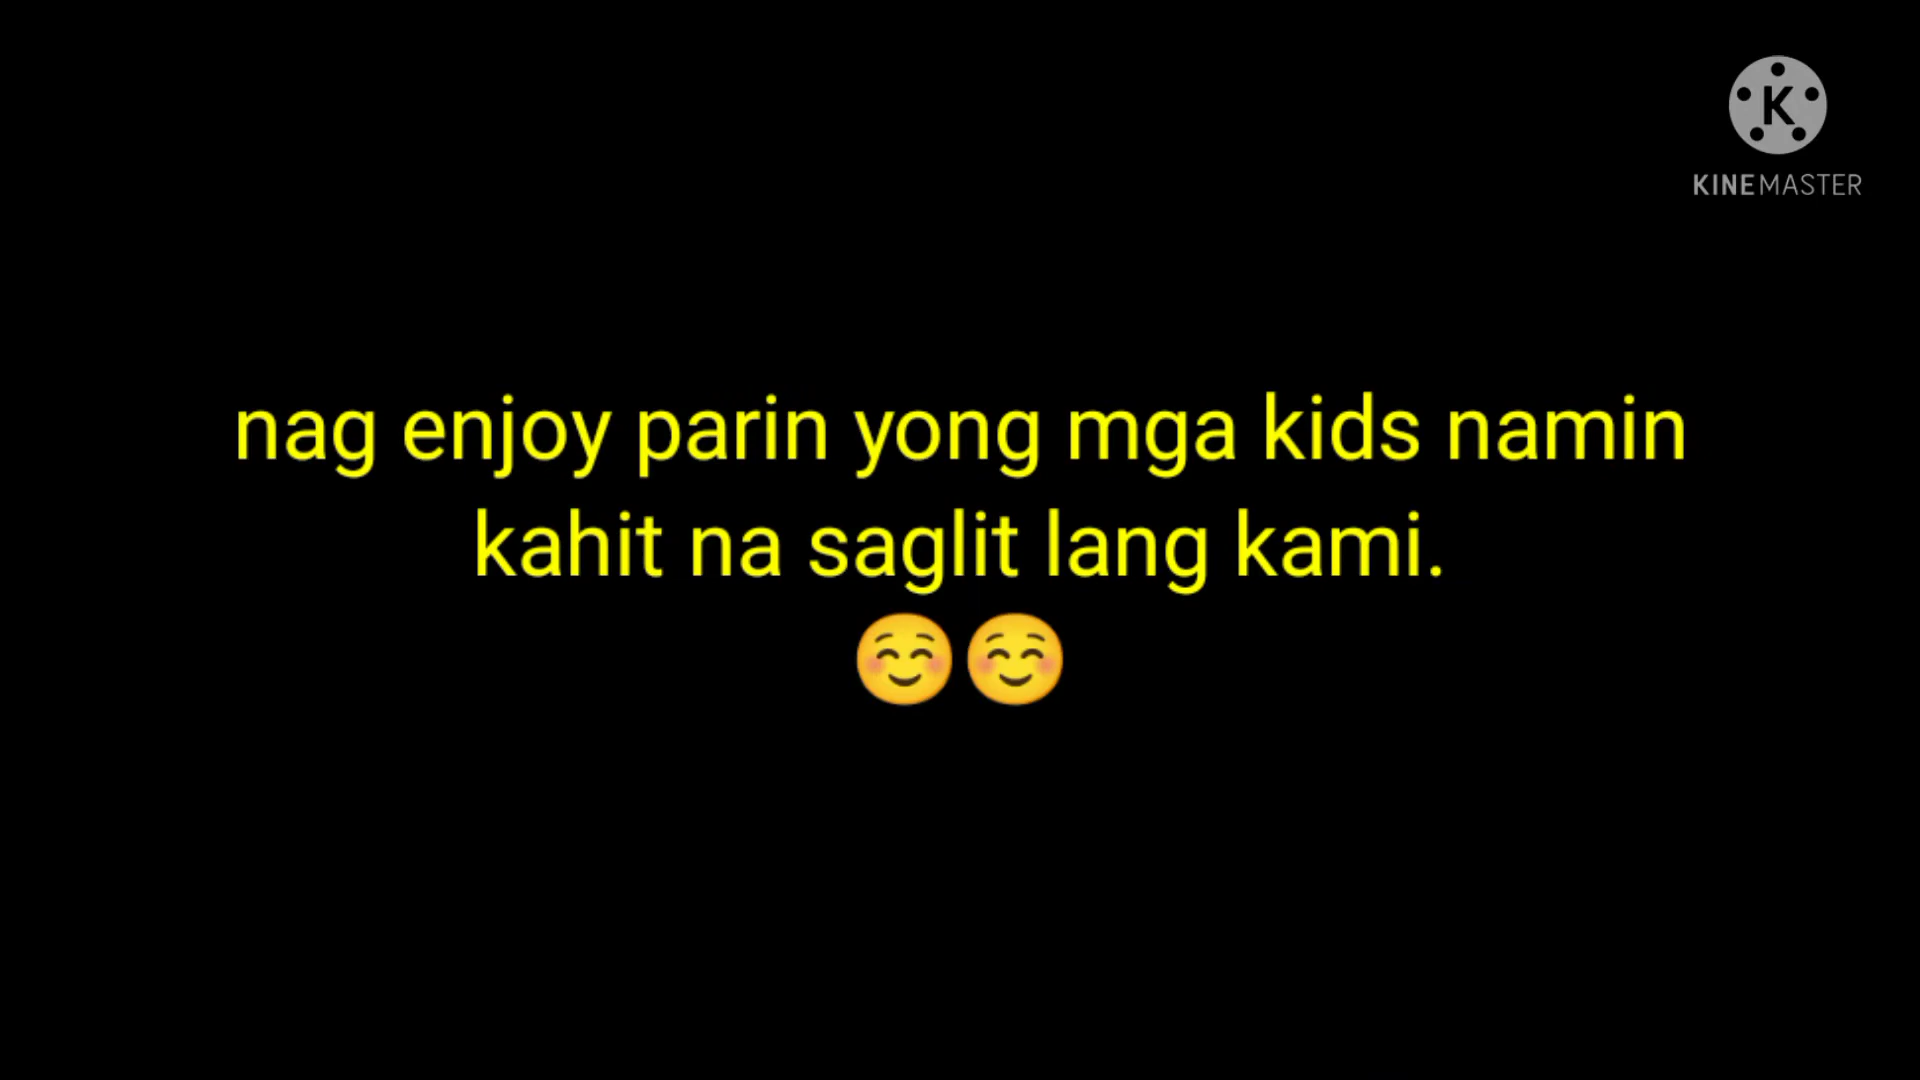 K
KINEMASTER
nag enjoy parin yong mga kids namin
kahit na saglit lang kami.
☺️☺️